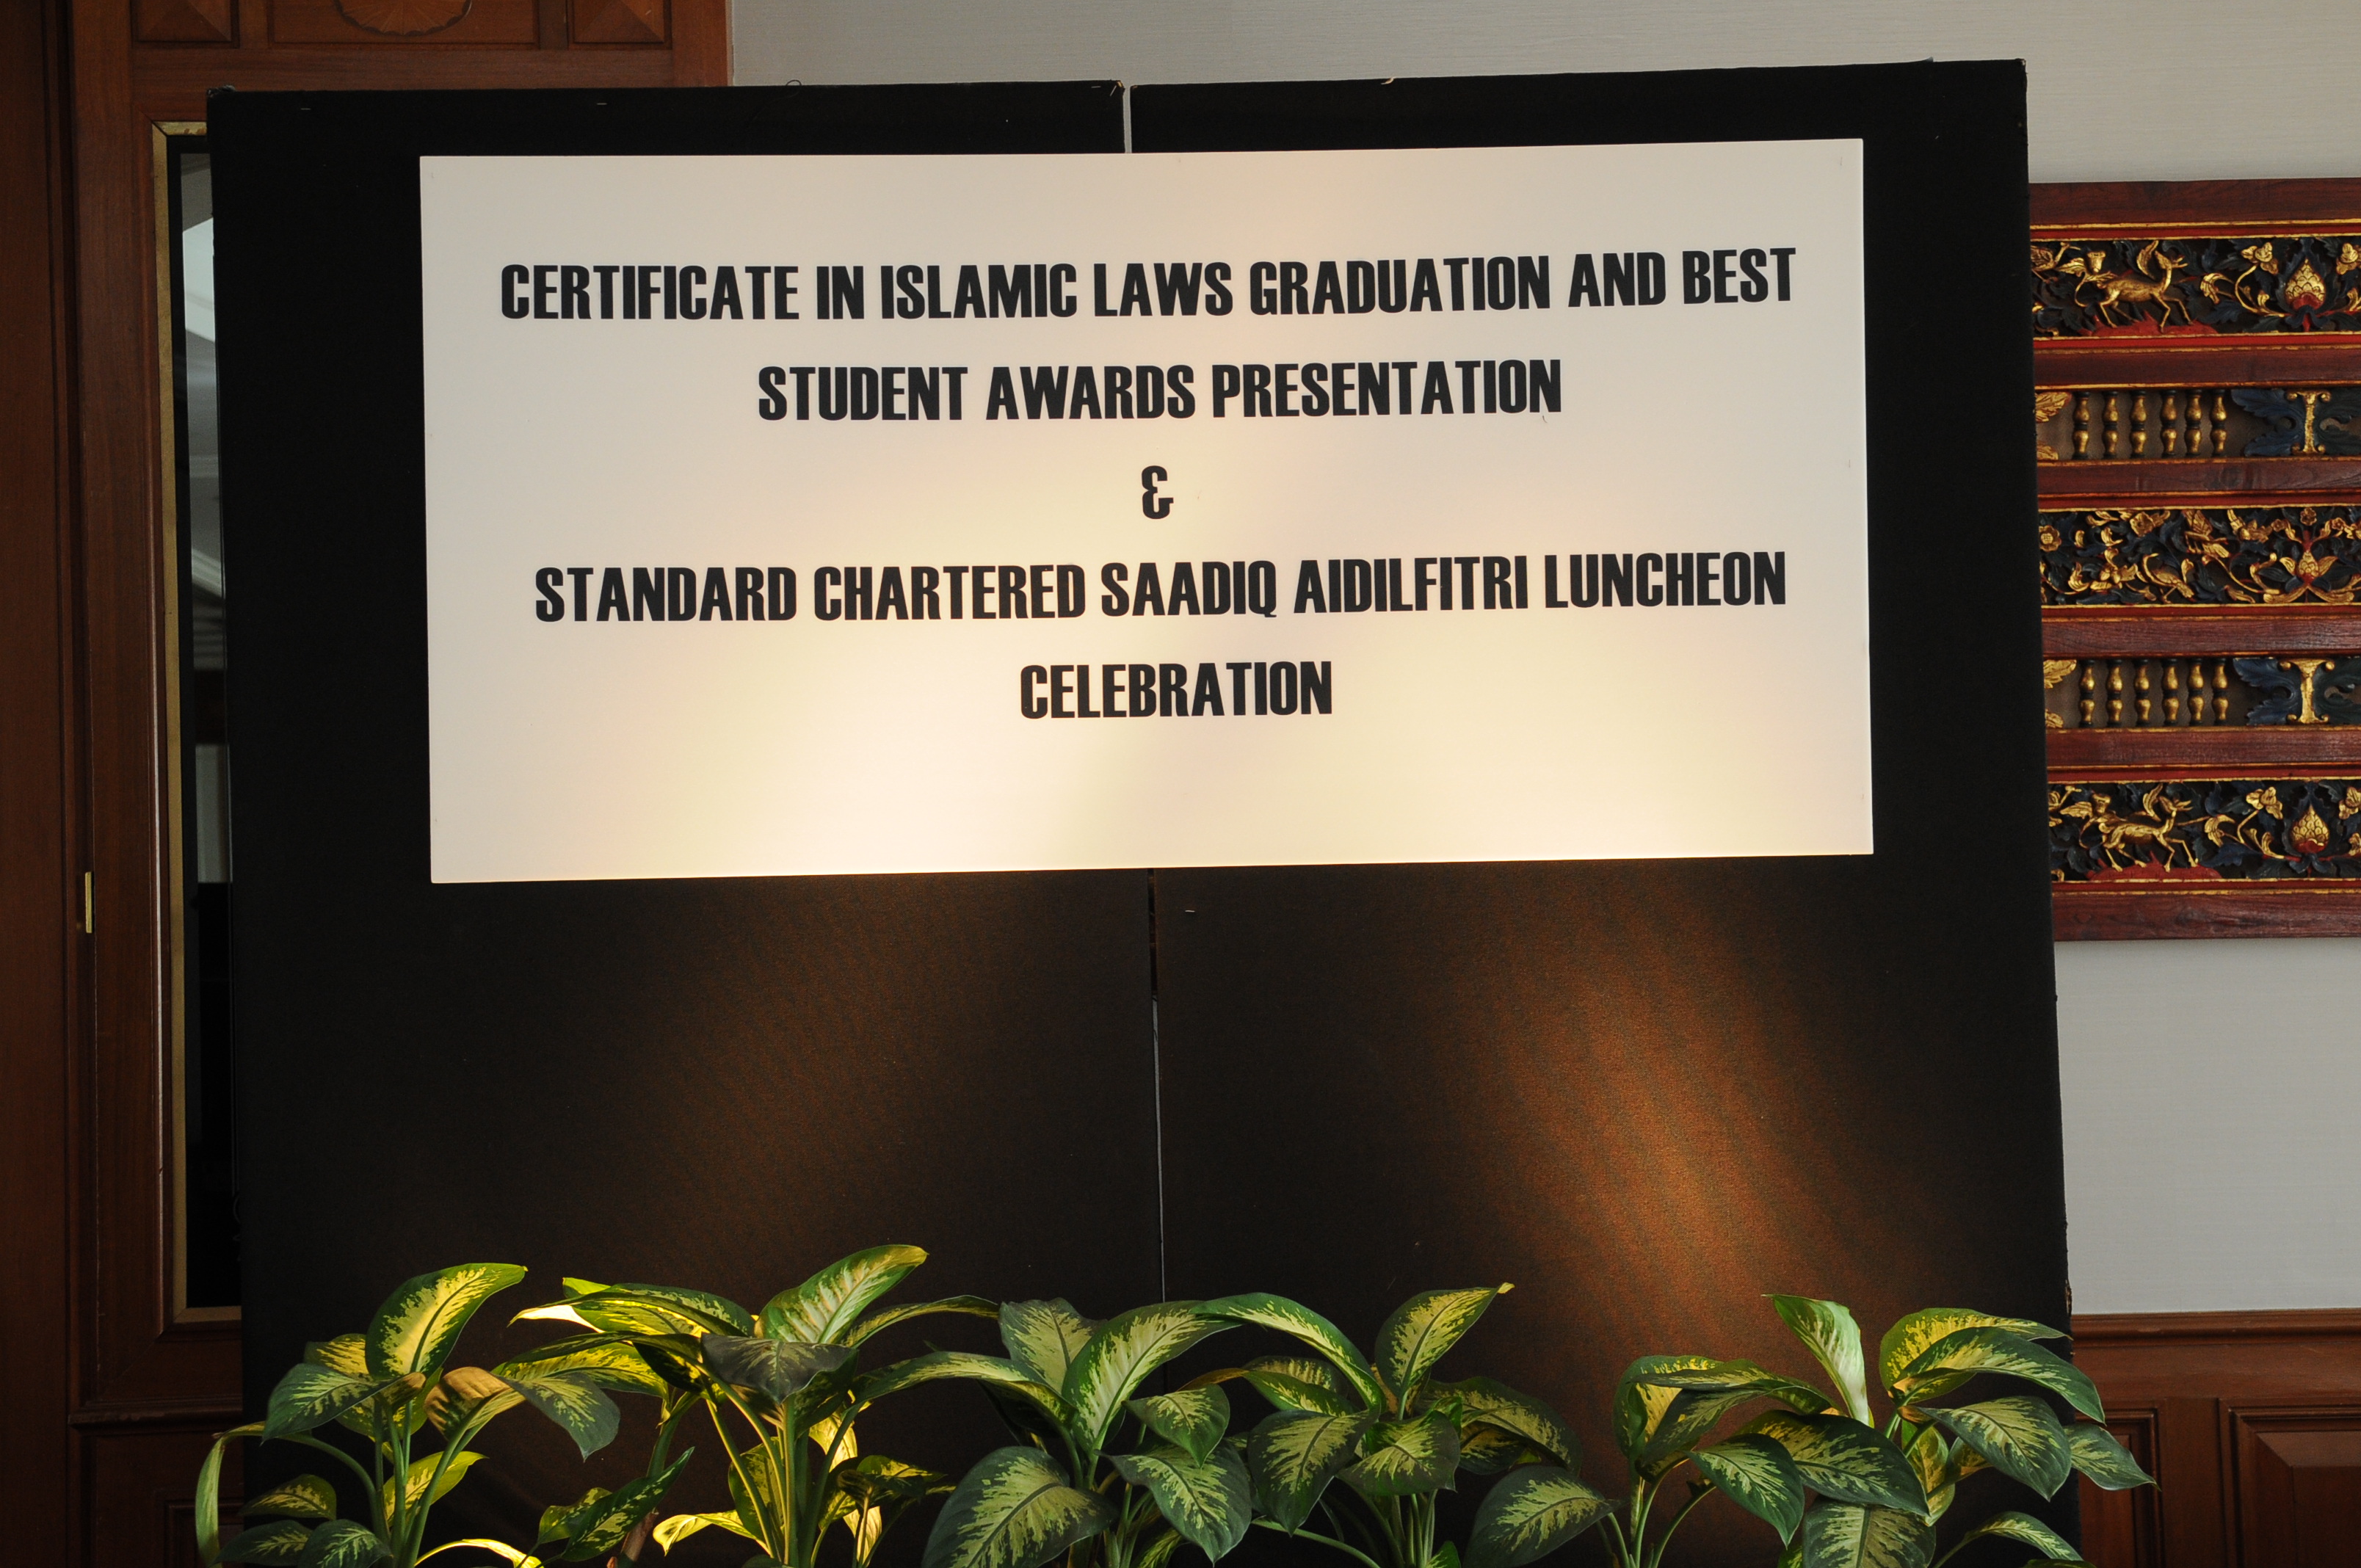 CERTIFICATE IN ISLAMIC LAWS GRADUATION AND BEST
STUDENT AWARDS PRESENTATION
&
STANDARD CHARTERED SAADIQ AIDILFITRI LUNCHEON
CELEBRATION